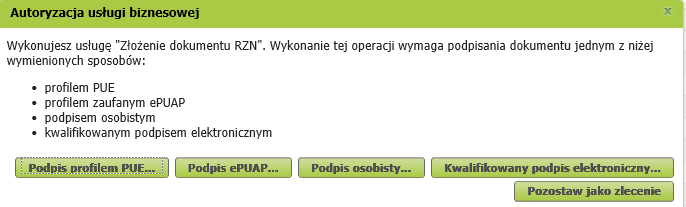 Autoryzacja usługi biznesowej
Wykonujesz usługę "Złożenie dokumentu RZN". Wykonanie tej operacji wymaga podpisania dokumentu jednym z niżej
wymienionych sposobów:
• profilem PUE
• profilem zaufanym ePUAP
• podpisem osobistym
• kwalifikowanym podpisem elektronicznym
Podpis profilem PUE... Podpis ePUAP... Podpis osobisty... Kwalifikowany podpis elektroniczny...
Pozostaw jako zlecenie